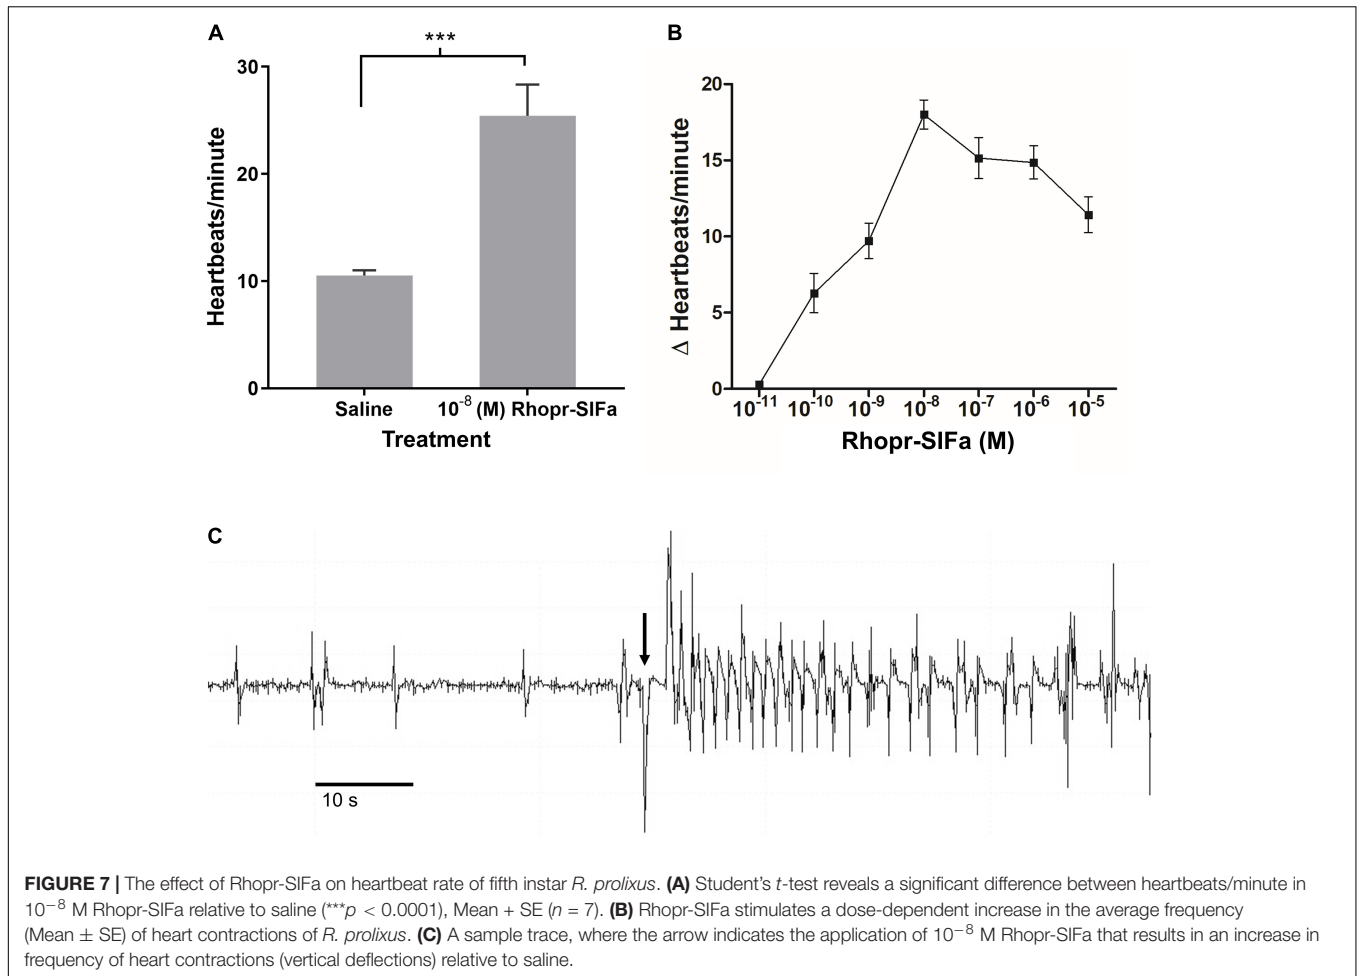 A
B
***
30
20
10
0
Heartbeats/minute
Saline
10⁻⁸ (M) Rhopr-SIFa
Treatment
20
15
10
5
0
Δ Heartbeats/minute
10⁻¹¹ 10⁻¹⁰ 10⁻⁹ 10⁻⁸ 10⁻⁷ 10⁻⁶ 10⁻⁵
Rhopr-SIFa (M)
C
10 s
FIGURE 7 | The effect of Rhopr-SIFa on heartbeat rate of fifth instar R. prolixus. (A) Student's t-test reveals a significant difference between heartbeats/minute in
10⁻⁸ M Rhopr-SIFa relative to saline (***p < 0.0001), Mean + SE (n = 7). (B) Rhopr-SIFa stimulates a dose-dependent increase in the average frequency
(Mean ± SE) of heart contractions of R. prolixus. (C) A sample trace, where the arrow indicates the application of 10⁻⁸ M Rhopr-SIFa that results in an increase in
frequency of heart contractions (vertical deflections) relative to saline.